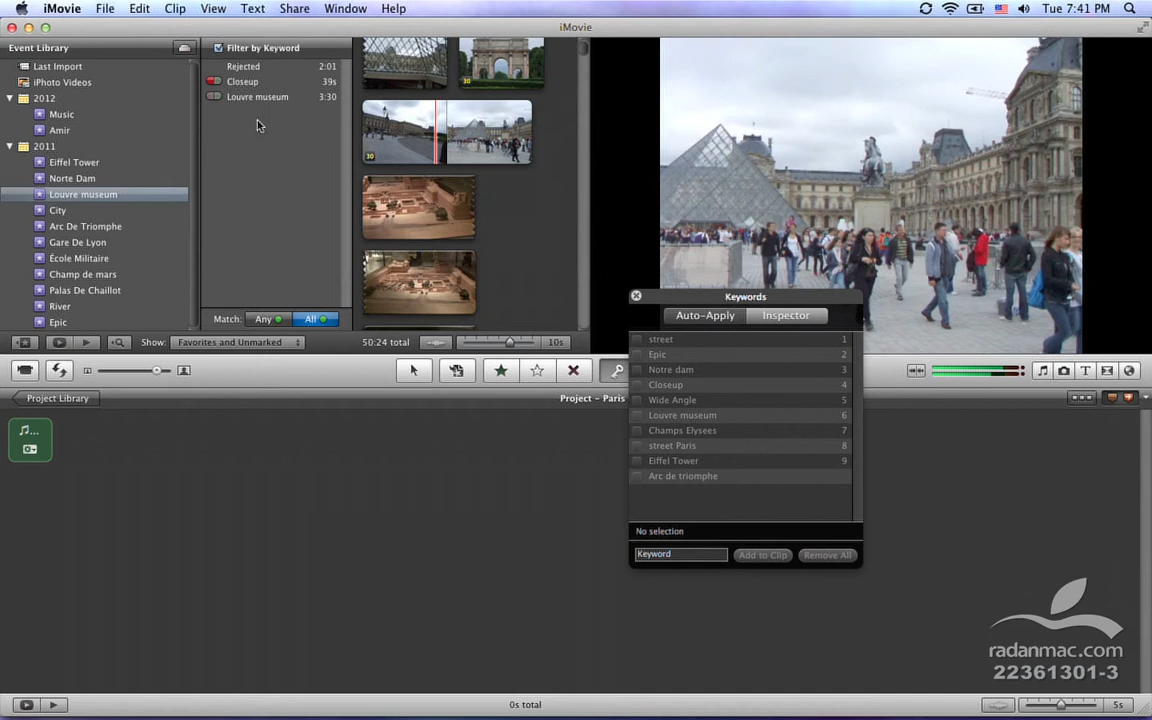 iMovie File Edit Clip View Text Share Window Help Tue 7:41 PM
iMovie
Event Library
Last Import
iPhoto Videos
2012
Music
Amir
2011
Eiffel Tower
Norte Dam
Louvre museum
City
Arc De Triomphe
Gare De Lyon
École Militaire
Champ de mars
Palas De Chaillot
River
Epic
Filter by Keyword
Rejected 2:01
Closeup 39s
Louvre museum 3:30
Match: Any All
30
30
30
Show: Favorites and Unmarked 50:24 total 10s
Project Library
Project - Paris
Keywords
Auto-Apply Inspector
street 1
Epic 2
Notre dam 3
Closeup 4
Wide Angle 5
Louvre museum 6
Champs Elysees 7
street Paris 8
Eiffel Tower 9
Arc de triomphe
No selection
Keyword Add to Clip Remove All
radanmac.com
22361301-3
0s total 5s